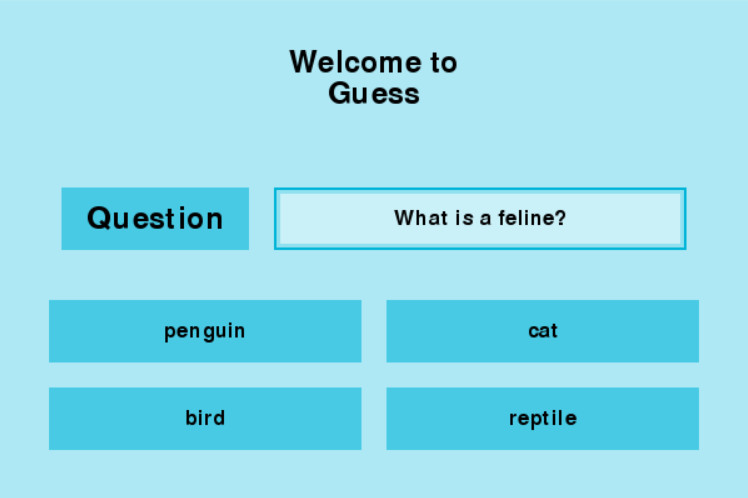 Welcome to
Guess
Question
What is a feline?
penguin
cat
bird
reptile